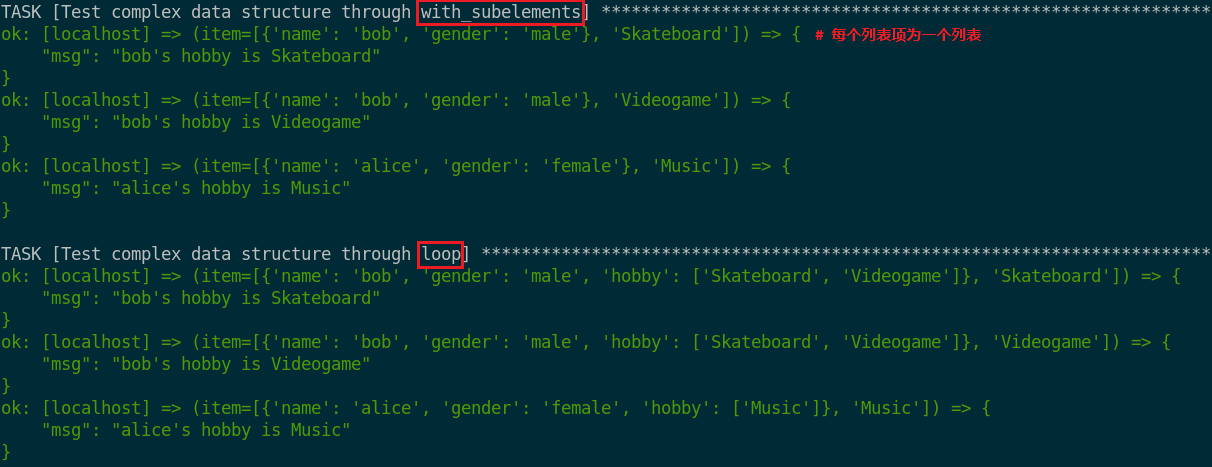 TASK [Test complex data structure through with_subelements] *************************************************************
ok: [localhost] => (item=[{'name': 'bob', 'gender': 'male'}, 'Skateboard']) => { # 每个列表项为一个列表
    "msg": "bob's hobby is Skateboard"
}
ok: [localhost] => (item=[{'name': 'bob', 'gender': 'male'}, 'Videogame']) => {
    "msg": "bob's hobby is Videogame"
}
ok: [localhost] => (item=[{'name': 'alice', 'gender': 'female'}, 'Music']) => {
    "msg": "alice's hobby is Music"
}
TASK [Test complex data structure through loop] *************************************************************************
ok: [localhost] => (item=[{'name': 'bob', 'gender': 'male', 'hobby': ['Skateboard', 'Videogame']}, 'Skateboard']) => {
    "msg": "bob's hobby is Skateboard"
}
ok: [localhost] => (item=[{'name': 'bob', 'gender': 'male', 'hobby': ['Skateboard', 'Videogame']}, 'Videogame']) => {
    "msg": "bob's hobby is Videogame"
}
ok: [localhost] => (item=[{'name': 'alice', 'gender': 'female', 'hobby': ['Music']}, 'Music']) => {
    "msg": "alice's hobby is Music"
}